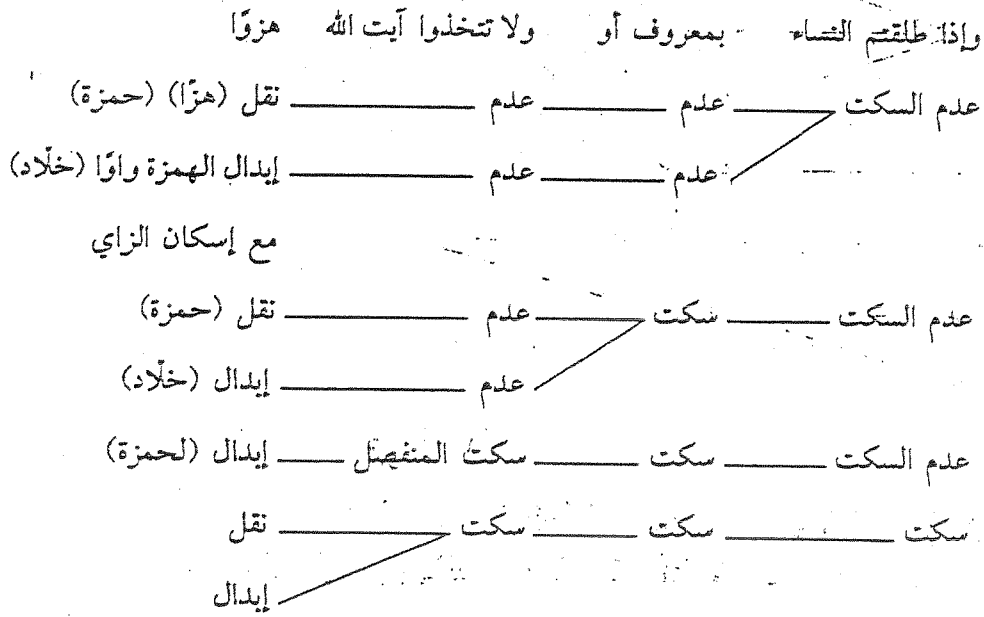 وإذا طلقتم النساء بمعروف أو ولا تتخذوا آيت الله هزوًا
عدم السكت عدم عدم نقل (هزًا) (حمزة)
عدم عدم إبدال الهمزة واوًا (خلّاد)
مع إسكان الزاي
عدم السكت سكت عدم نقل (حمزة)
عدم إبدال (خلّاد)
عدم السكت سكت سكت المنفصل إبدال (لحمزة)
سكت سكت سكت نقل
إبدال